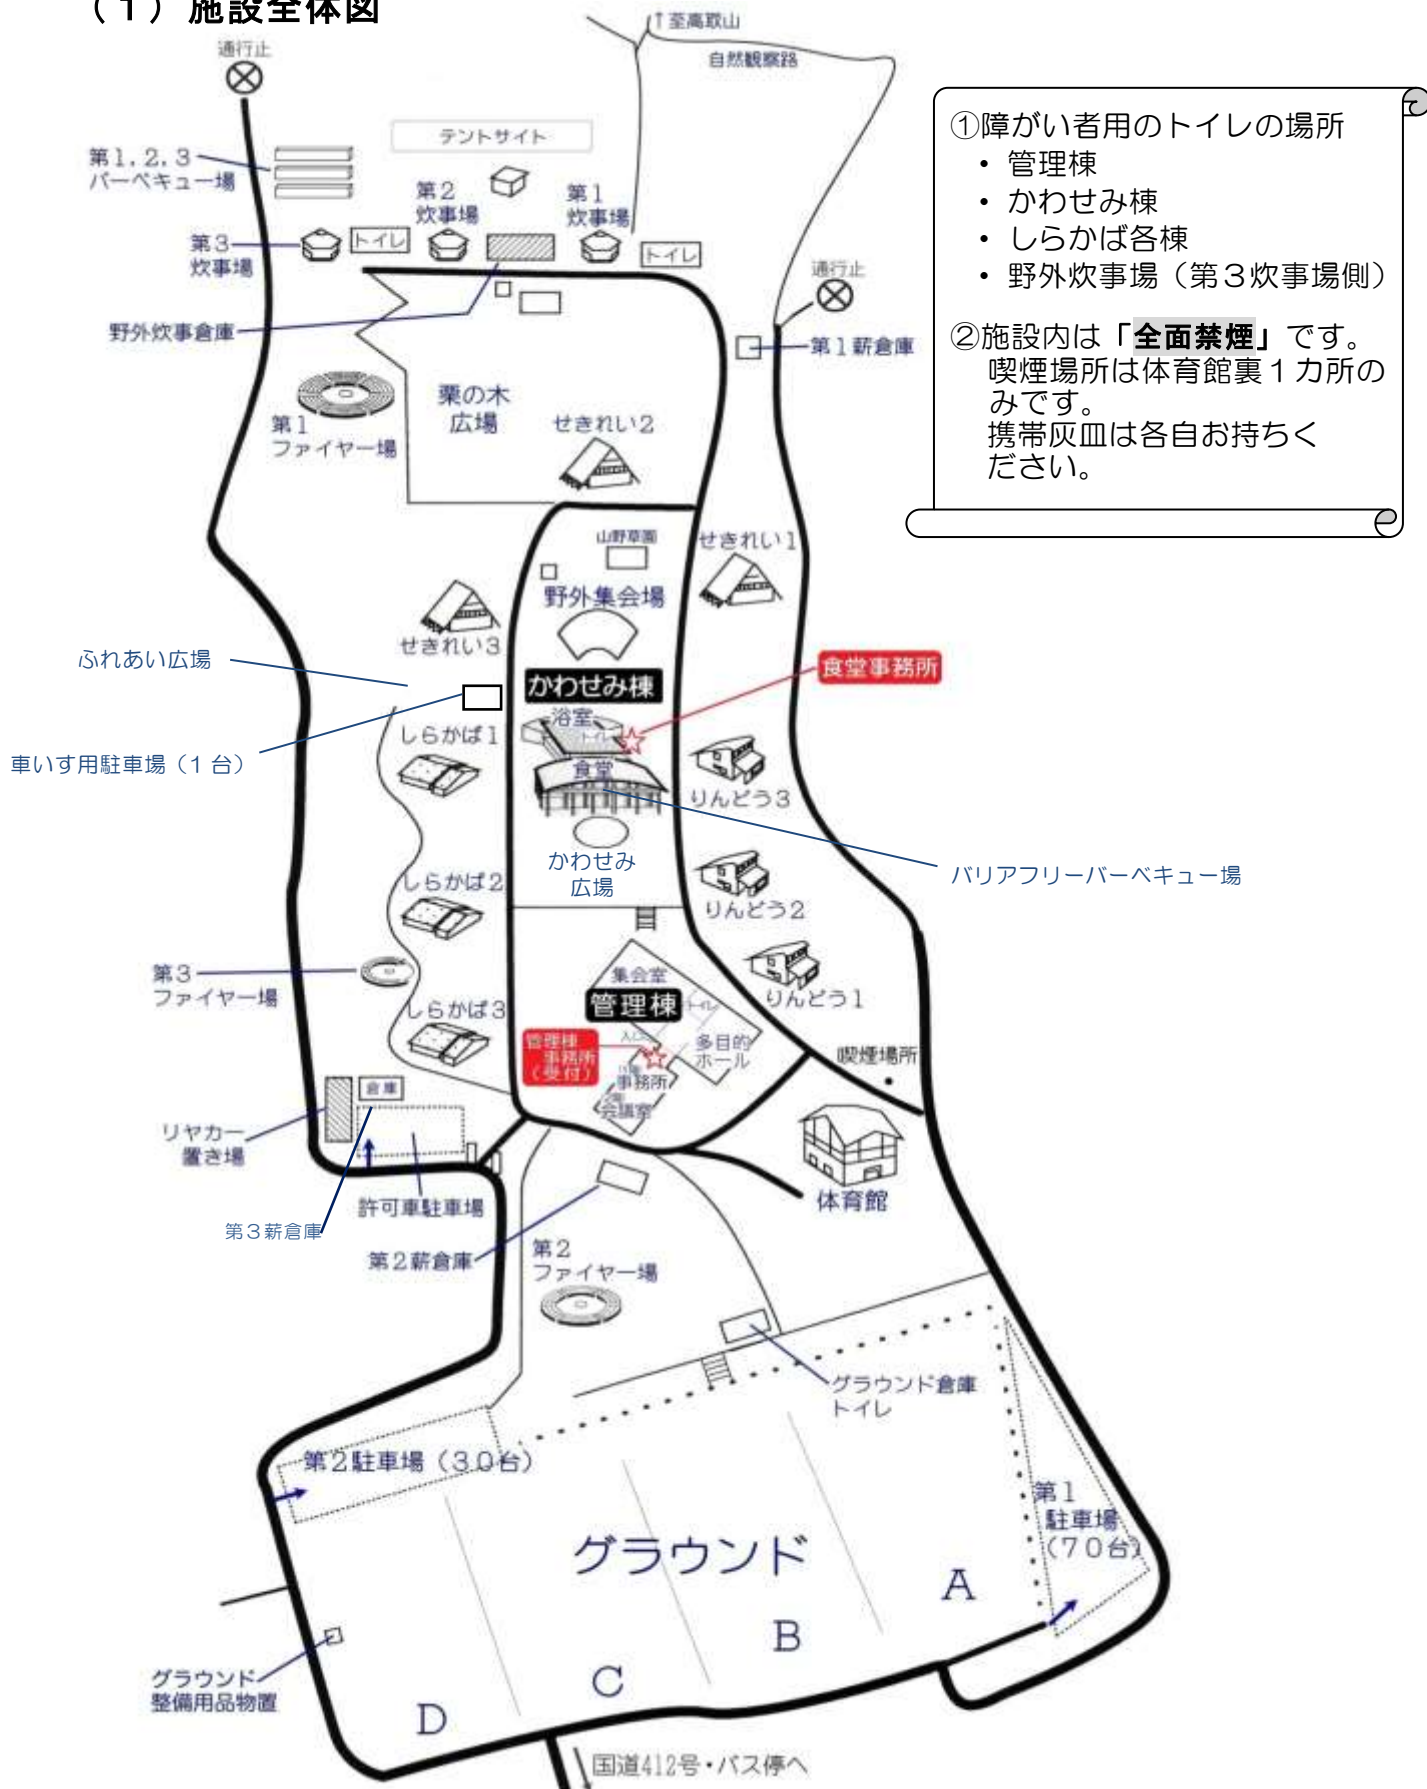 （１）施設全体図
↑至高取山
通行止
自然観察路
テントサイト
第１，２，３
バーベキュー場
第２
炊事場
第１
炊事場
第３
炊事場
トイレ
トイレ
通行止
野外炊事倉庫
第１薪倉庫
栗の木
広場
第１
ファイヤー場
せきれい２
山野草園
せきれい１
野外集会場
せきれい３
ふれあい広場
食堂事務所
かわせみ棟
浴室
トイレ
しらかば１
車いす用駐車場（1 台）
食堂
りんどう３
かわせみ
広場
バリアフリーバーベキュー場
しらかば２
りんどう２
第３
ファイヤー場
集会室
りんどう１
しらかば３
管理棟
トイレ
入口
管理棟
事務所
（受付）
多目的
ホール
喫煙場所
1階
事務所
2階
会議室
倉庫
リヤカー
置き場
許可車駐車場
体育館
第３薪倉庫
第２薪倉庫
第２
ファイヤー場
グラウンド倉庫
トイレ
第２駐車場（３０台）
第１
駐車場
（７０台）
グラウンド
A
B
C
D
グラウンド
整備用品物置
国道412号・バス停へ
①障がい者用のトイレの場所
・ 管理棟
・ かわせみ棟
・ しらかば各棟
・ 野外炊事場（第３炊事場側）
②施設内は「全面禁煙」です。
喫煙場所は体育館裏１カ所の
みです。
携帯灰皿は各自お持ちく
ださい。